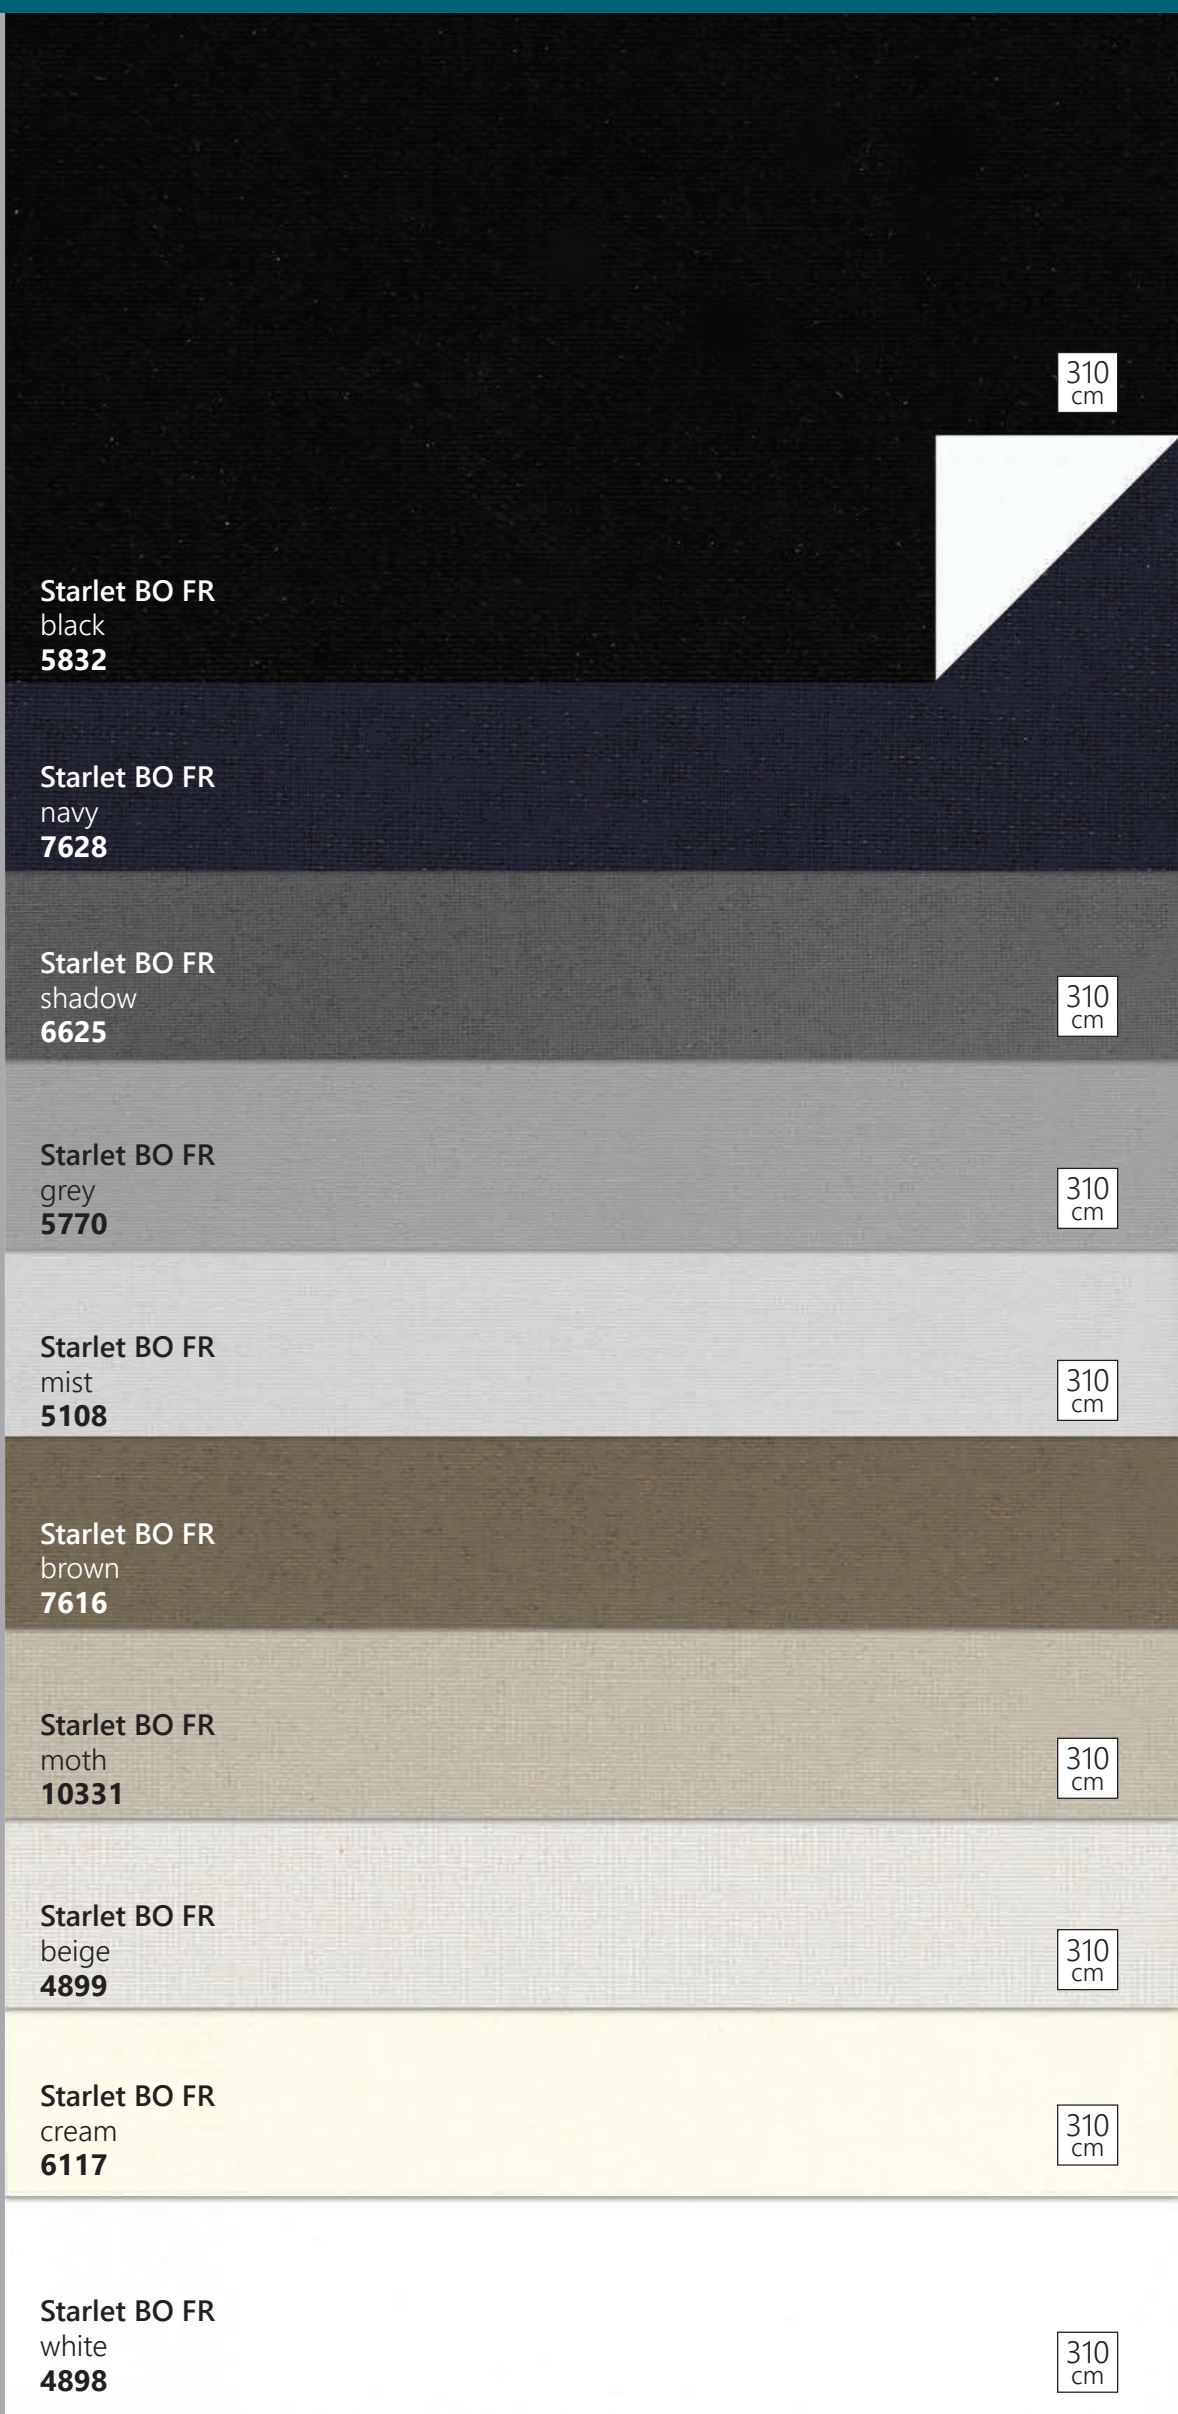 310
cm
Starlet BO FR
black
5832
Starlet BO FR
navy
7628
Starlet BO FR
shadow
6625
310
cm
Starlet BO FR
grey
5770
310
cm
Starlet BO FR
mist
5108
310
cm
Starlet BO FR
brown
7616
Starlet BO FR
moth
10331
310
cm
Starlet BO FR
beige
4899
310
cm
Starlet BO FR
cream
6117
310
cm
Starlet BO FR
white
4898
310
cm